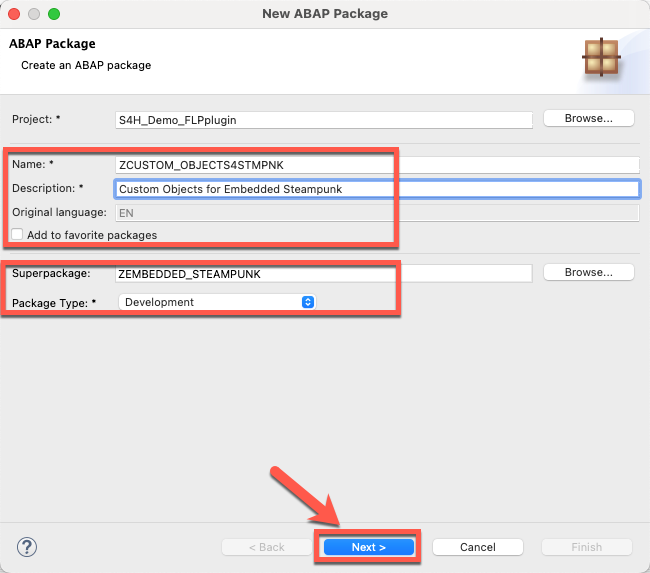 New ABAP Package
ABAP Package
Create an ABAP package
Project: * S4H_Demo_FLPplugin Browse...
Name: * ZCUSTOM_OBJECTS4STMPNK
Description: * Custom Objects for Embedded Steampunk
Original language: EN
Add to favorite packages
Superpackage: ZEMBEDDED_STEAMPUNK Browse...
Package Type: * Development
? < Back Next > Cancel Finish